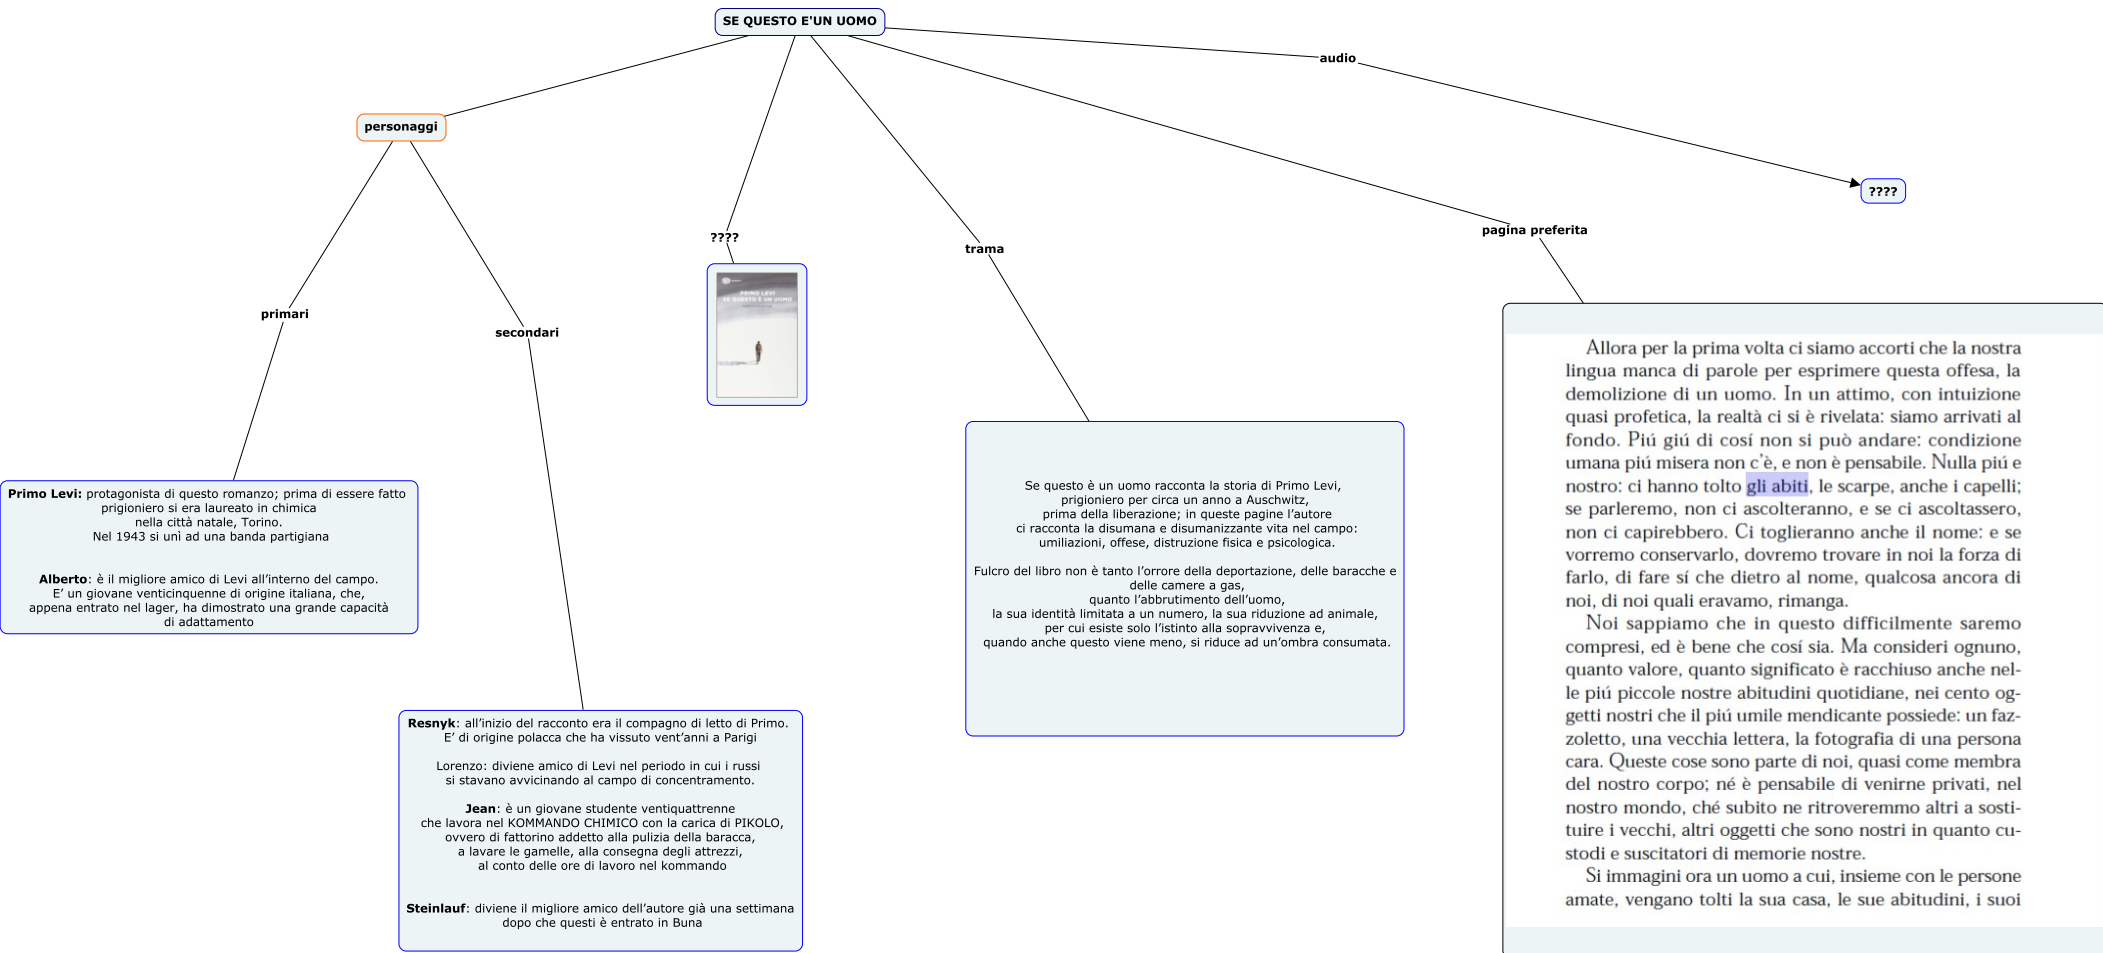 SE QUESTO E'UN UOMO
audio
personaggi
????
????
trama
pagina preferita
primari
secondari
PRIMO LEVI
SE QUESTO È UN UOMO
Primo Levi: protagonista di questo romanzo; prima di essere fatto
prigioniero si era laureato in chimica
nella città natale, Torino.
Nel 1943 si unì ad una banda partigiana
Alberto: è il migliore amico di Levi all’interno del campo.
E’ un giovane venticinquenne di origine italiana, che,
appena entrato nel lager, ha dimostrato una grande capacità
di adattamento
Resnyk: all’inizio del racconto era il compagno di letto di Primo.
E’ di origine polacca che ha vissuto vent’anni a Parigi
Lorenzo: diviene amico di Levi nel periodo in cui i russi
si stavano avvicinando al campo di concentramento.
Jean: è un giovane studente ventiquattrenne
che lavora nel KOMMANDO CHIMICO con la carica di PIKOLO,
ovvero di fattorino addetto alla pulizia della baracca,
a lavare le gamelle, alla consegna degli attrezzi,
al conto delle ore di lavoro nel kommando
Steinlauf: diviene il migliore amico dell’autore già una settimana
dopo che questi è entrato in Buna
Se questo è un uomo racconta la storia di Primo Levi,
prigioniero per circa un anno a Auschwitz,
prima della liberazione; in queste pagine l’autore
ci racconta la disumana e disumanizzante vita nel campo:
umiliazioni, offese, distruzione fisica e psicologica.
Fulcro del libro non è tanto l’orrore della deportazione, delle baracche e
delle camere a gas,
quanto l’abbrutimento dell’uomo,
la sua identità limitata a un numero, la sua riduzione ad animale,
per cui esiste solo l’istinto alla sopravvivenza e,
quando anche questo viene meno, si riduce ad un’ombra consumata.
Allora per la prima volta ci siamo accorti che la nostra
lingua manca di parole per esprimere questa offesa, la
demolizione di un uomo. In un attimo, con intuizione
quasi profetica, la realtà ci si è rivelata: siamo arrivati al
fondo. Piú giú di cosí non si può andare: condizione
umana piú misera non c’è, e non è pensabile. Nulla piú e
nostro: ci hanno tolto gli abiti, le scarpe, anche i capelli;
se parleremo, non ci ascolteranno, e se ci ascoltassero,
non ci capirebbero. Ci toglieranno anche il nome: e se
vorremo conservarlo, dovremo trovare in noi la forza di
farlo, di fare sí che dietro al nome, qualcosa ancora di
noi, di noi quali eravamo, rimanga.
Noi sappiamo che in questo difficilmente saremo
compresi, ed è bene che cosí sia. Ma consideri ognuno,
quanto valore, quanto significato è racchiuso anche nel-
le piú piccole nostre abitudini quotidiane, nei cento og-
getti nostri che il piú umile mendicante possiede: un faz-
zoletto, una vecchia lettera, la fotografia di una persona
cara. Queste cose sono parte di noi, quasi come membra
del nostro corpo; né è pensabile di venirne privati, nel
nostro mondo, ché subito ne ritroveremmo altri a sosti-
tuire i vecchi, altri oggetti che sono nostri in quanto cu-
stodi e suscitatori di memorie nostre.
Si immagini ora un uomo a cui, insieme con le persone
amate, vengano tolti la sua casa, le sue abitudini, i suoi